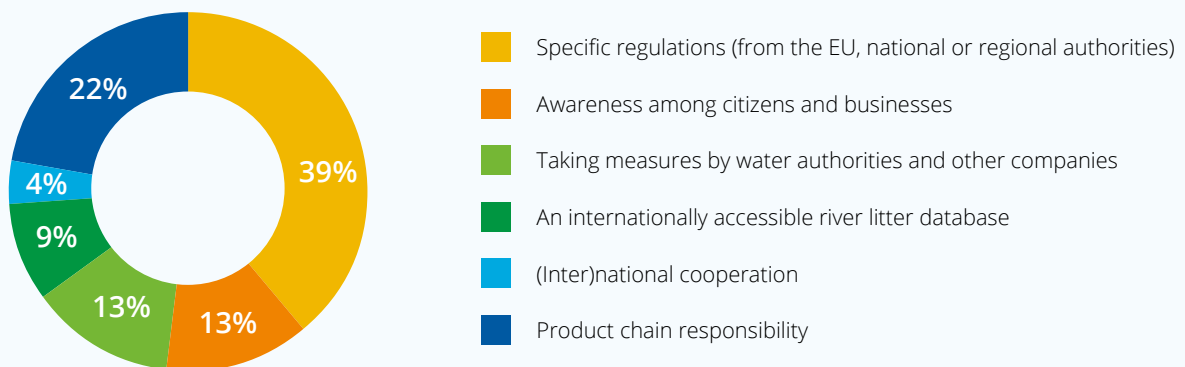 22%
39%
4%
9%
13%
13%
Specific regulations (from the EU, national or regional authorities)
Awareness among citizens and businesses
Taking measures by water authorities and other companies
An internationally accessible river litter database
(Inter)national cooperation
Product chain responsibility